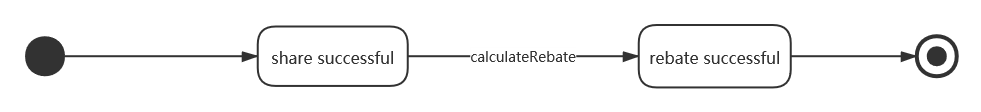 share successful
calculateRebate
rebate successful